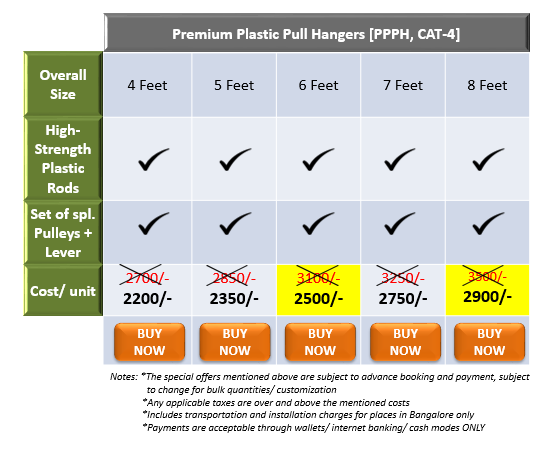 Premium Plastic Pull Hangers [PPPH, CAT-4]
Overall
Size
4 Feet
5 Feet
6 Feet
7 Feet
8 Feet
High-
Strength
Plastic
Rods
Set of spl.
Pulleys +
Lever
Cost/ unit
2700/-
2850/-
3100/-
3250/-
3500/-
2200/-
2350/-
2500/-
2750/-
2900/-
BUY
NOW
BUY
NOW
BUY
NOW
BUY
NOW
BUY
NOW
Notes: *The special offers mentioned above are subject to advance booking and payment, subject
to change for bulk quantities/ customization
*Any applicable taxes are over and above the mentioned costs
*Includes transportation and installation charges for places in Bangalore only
*Payments are acceptable through wallets/ internet banking/ cash modes ONLY